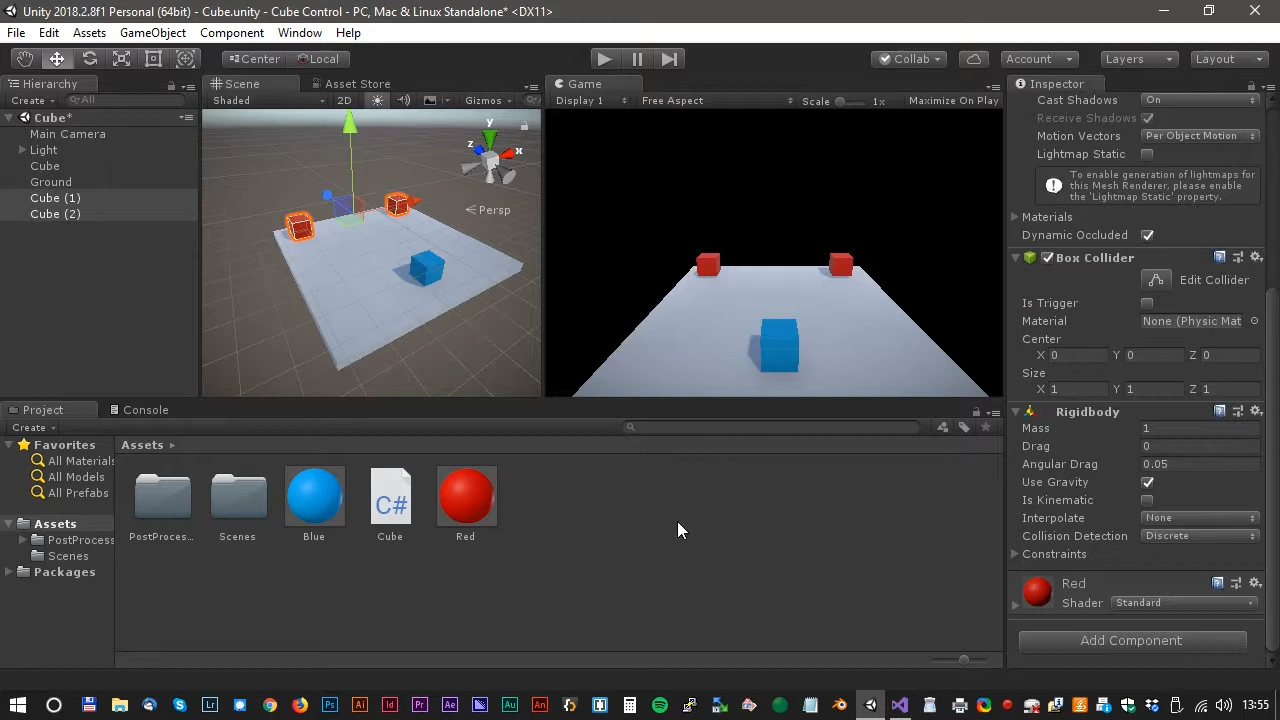 Unity 2018.2.8f1 Personal (64bit) - Cube.unity - Cube Control - PC, Mac & Linux Standalone* <DX11>
File Edit Assets GameObject Component Window Help
Center Local Collab Account Layers Layout
Hierarchy
Create All
Cube*
Main Camera
Light
Cube
Ground
Cube (1)
Cube (2)
Scene Asset Store
Shaded 2D Gizmos
y
z x
Persp
Game
Display 1 Free Aspect Scale 1x Maximize On Play
Inspector
Cast Shadows On
Receive Shadows
Motion Vectors Per Object Motion
Lightmap Static
To enable generation of lightmaps for
this Mesh Renderer, please enable
the 'Lightmap Static' property.
Materials
Dynamic Occluded
Box Collider
Edit Collider
Is Trigger
Material None (Physic Mat
Center
X 0 Y 0 Z 0
Size
X 1 Y 1 Z 1
Rigidbody
Mass 1
Drag 0
Angular Drag 0.05
Use Gravity
Is Kinematic
Interpolate None
Collision Detection Discrete
Constraints
Red
Shader Standard
Add Component
Project Console
Create
Favorites
All Materials
All Models
All Prefabs
Assets
PostProcess
Scenes
Packages
Assets
C#
PostProces... Scenes Blue Cube Red
13:55